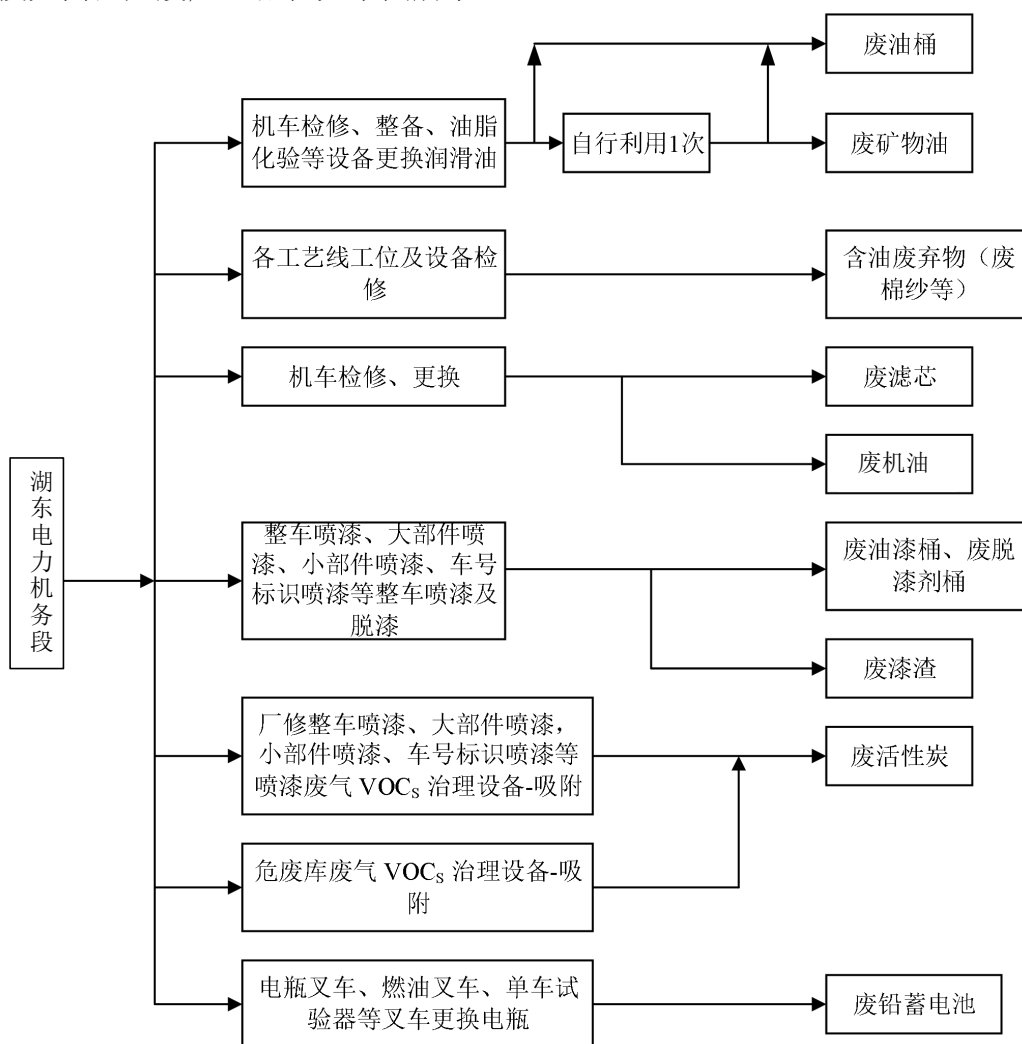 废油桶
机车检修、整备、油脂
化验等设备更换润滑油
自行利用1次
废矿物油
各工艺线工位及设备检
修
含油废弃物（废
棉纱等）
机车检修、更换
废滤芯
废机油
湖东电力机务段
整车喷漆、大部件喷
漆、小部件喷漆、车号
标识喷漆等整车喷漆及
脱漆
废油漆桶、废脱
漆剂桶
废漆渣
厂修整车喷漆、大部件喷漆，
小部件喷漆、车号标识喷漆等
喷漆废气 VOCS 治理设备-吸附
废活性炭
危废库废气 VOCS 治理设备-吸
附
电瓶叉车、燃油叉车、单车试
验器等叉车更换电瓶
废铅蓄电池